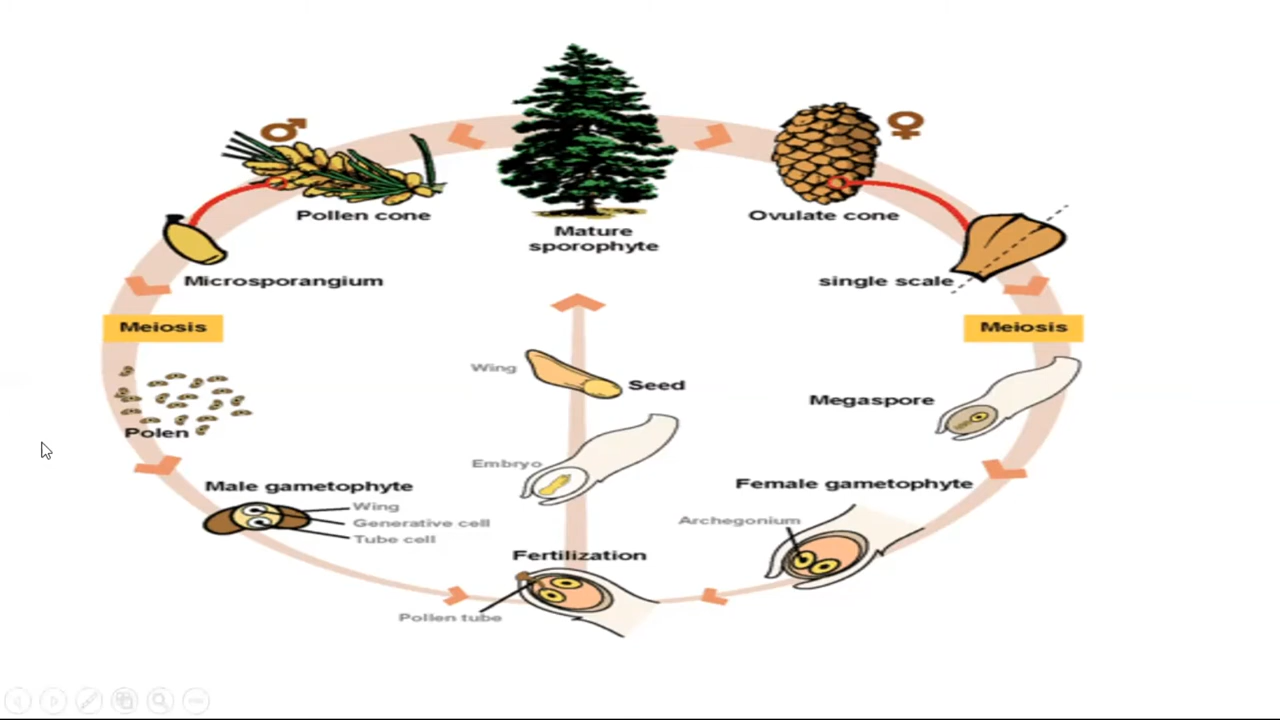 Pollen cone
Ovulate cone
Mature
sporophyte
Microsporangium
single scale
Meiosis
Meiosis
Wing
Seed
Megaspore
Polen
Embryo
Male gametophyte
Female gametophyte
Wing
Generative cell
Tube cell
Archegonium
Fertilization
Pollen tube